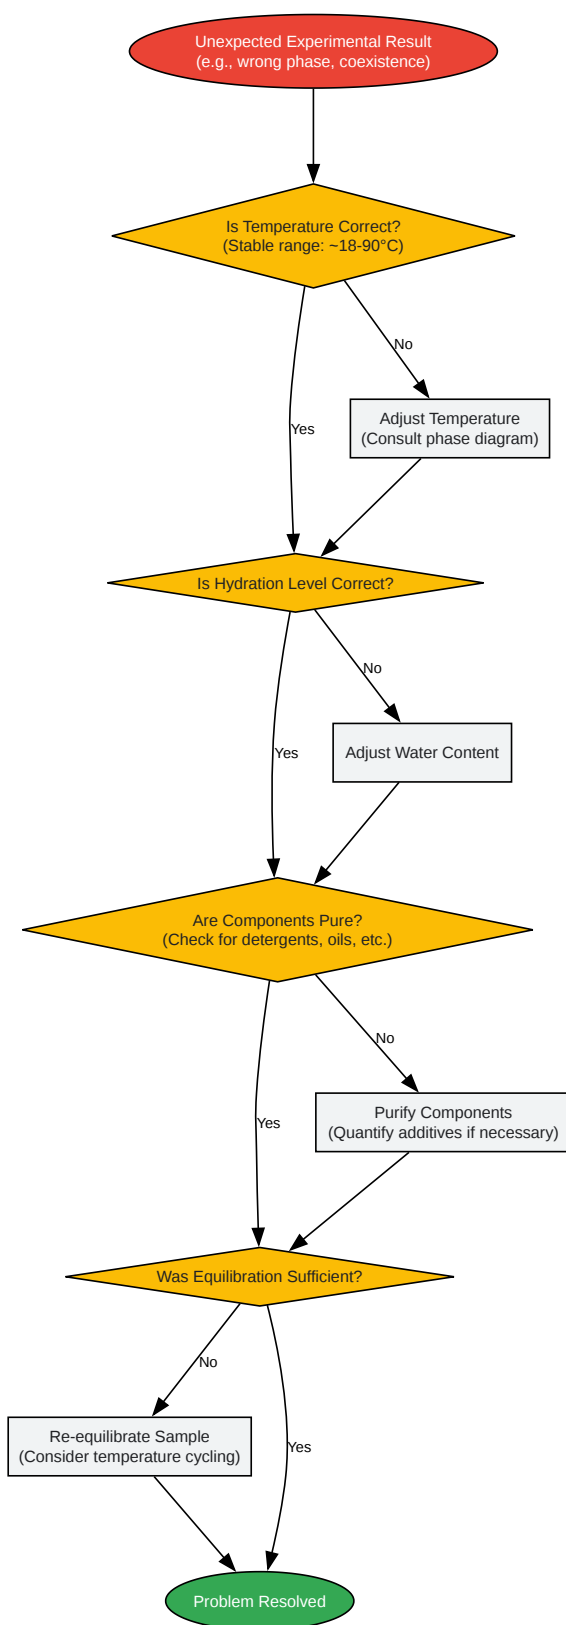 Unexpected Experimental Result
(e.g., wrong phase, coexistence)
Is Temperature Correct?
(Stable range: ~18-90°C)
No
Adjust Temperature
(Consult phase diagram)
Yes
Is Hydration Level Correct?
No
Adjust Water Content
Yes
Are Components Pure?
(Check for detergents, oils, etc.)
No
Purify Components
(Quantify additives if necessary)
Yes
Was Equilibration Sufficient?
No
Re-equilibrate Sample
(Consider temperature cycling)
Yes
Problem Resolved